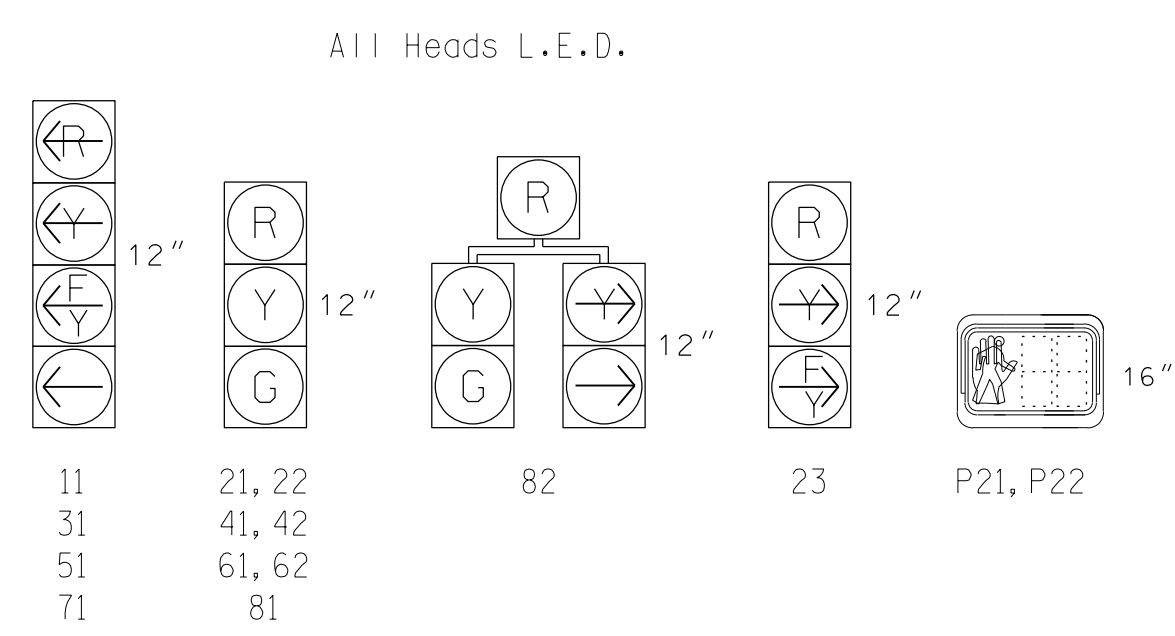 All Heads L.E.D.
R
Y
F
Y
12"
R
Y
G
12"
R
Y
G
Y
12"
R
Y
F
Y
12"
16"
11
31
51
71
21, 22
41, 42
61, 62
81
82
23
P21, P22